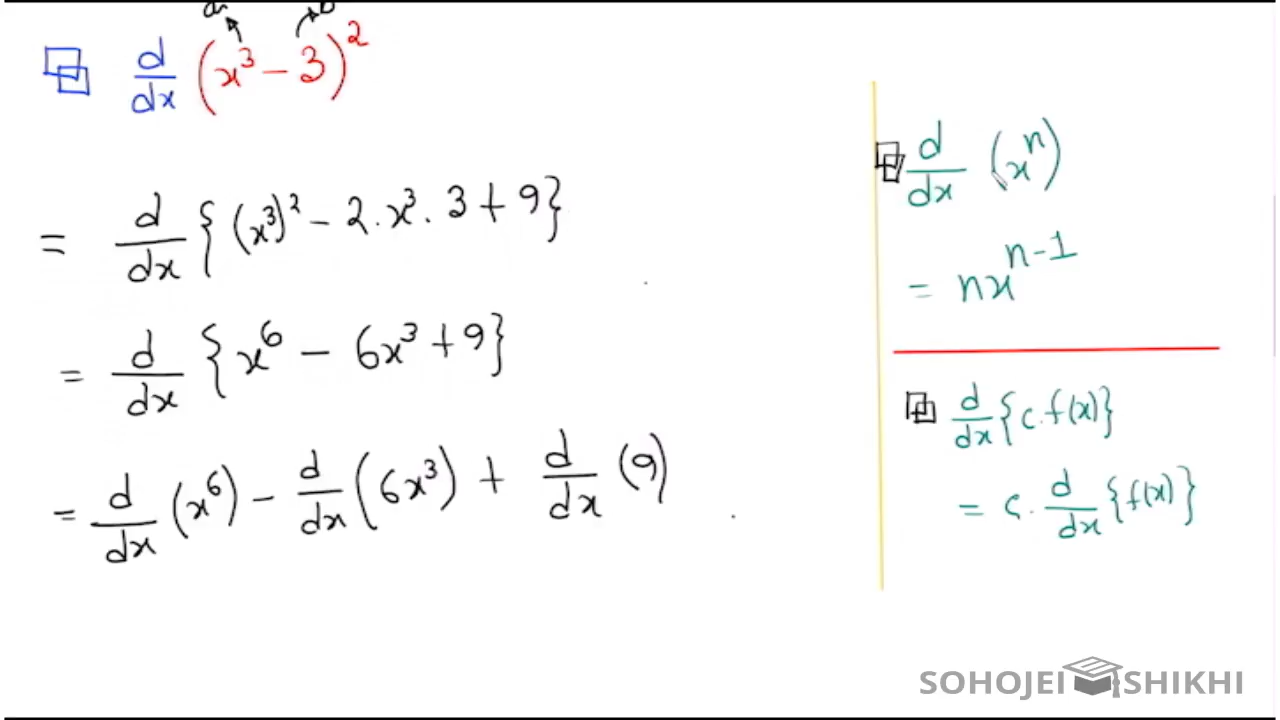 a b
d/dx (x³ - 3)²
= d/dx {(x³)² - 2·x³·3 + 9}
= d/dx {x⁶ - 6x³ + 9}
= d/dx (x⁶) - d/dx (6x³) + d/dx (9)
d/dx (xⁿ)
= nxⁿ⁻¹
d/dx {c.f(x)}
= c. d/dx {f(x)}
SOHOJEI SHIKHI